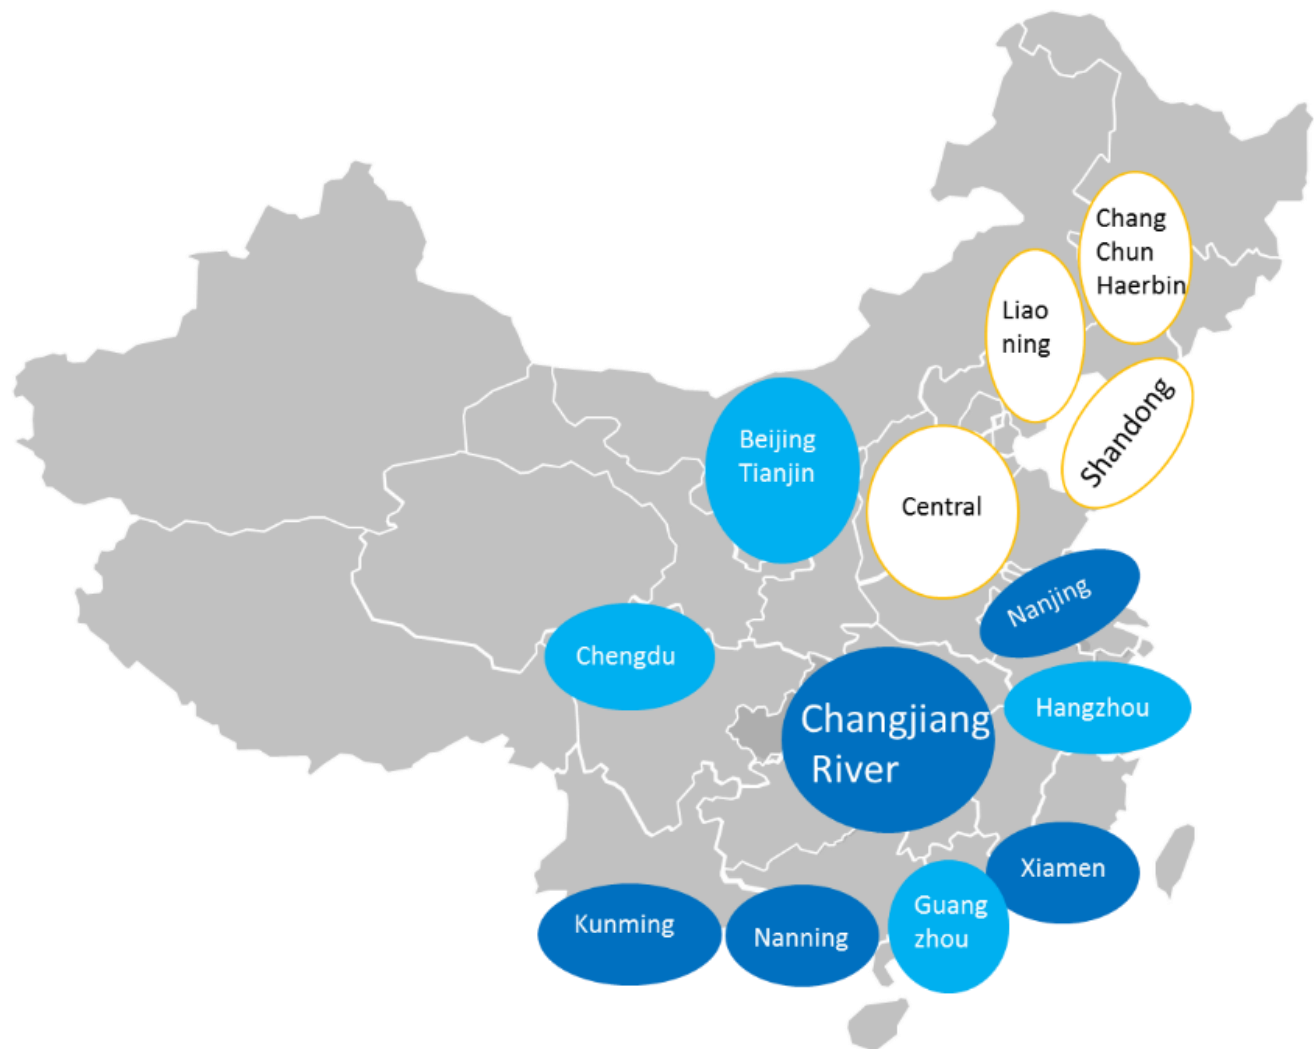 Chang
Chun
Haerbin
Liao
ning
Shandong
Beijing
Tianjin
Central
Nanjing
Chengdu
Hangzhou
Changjiang
River
Xiamen
Guang
zhou
Kunming
Nanning